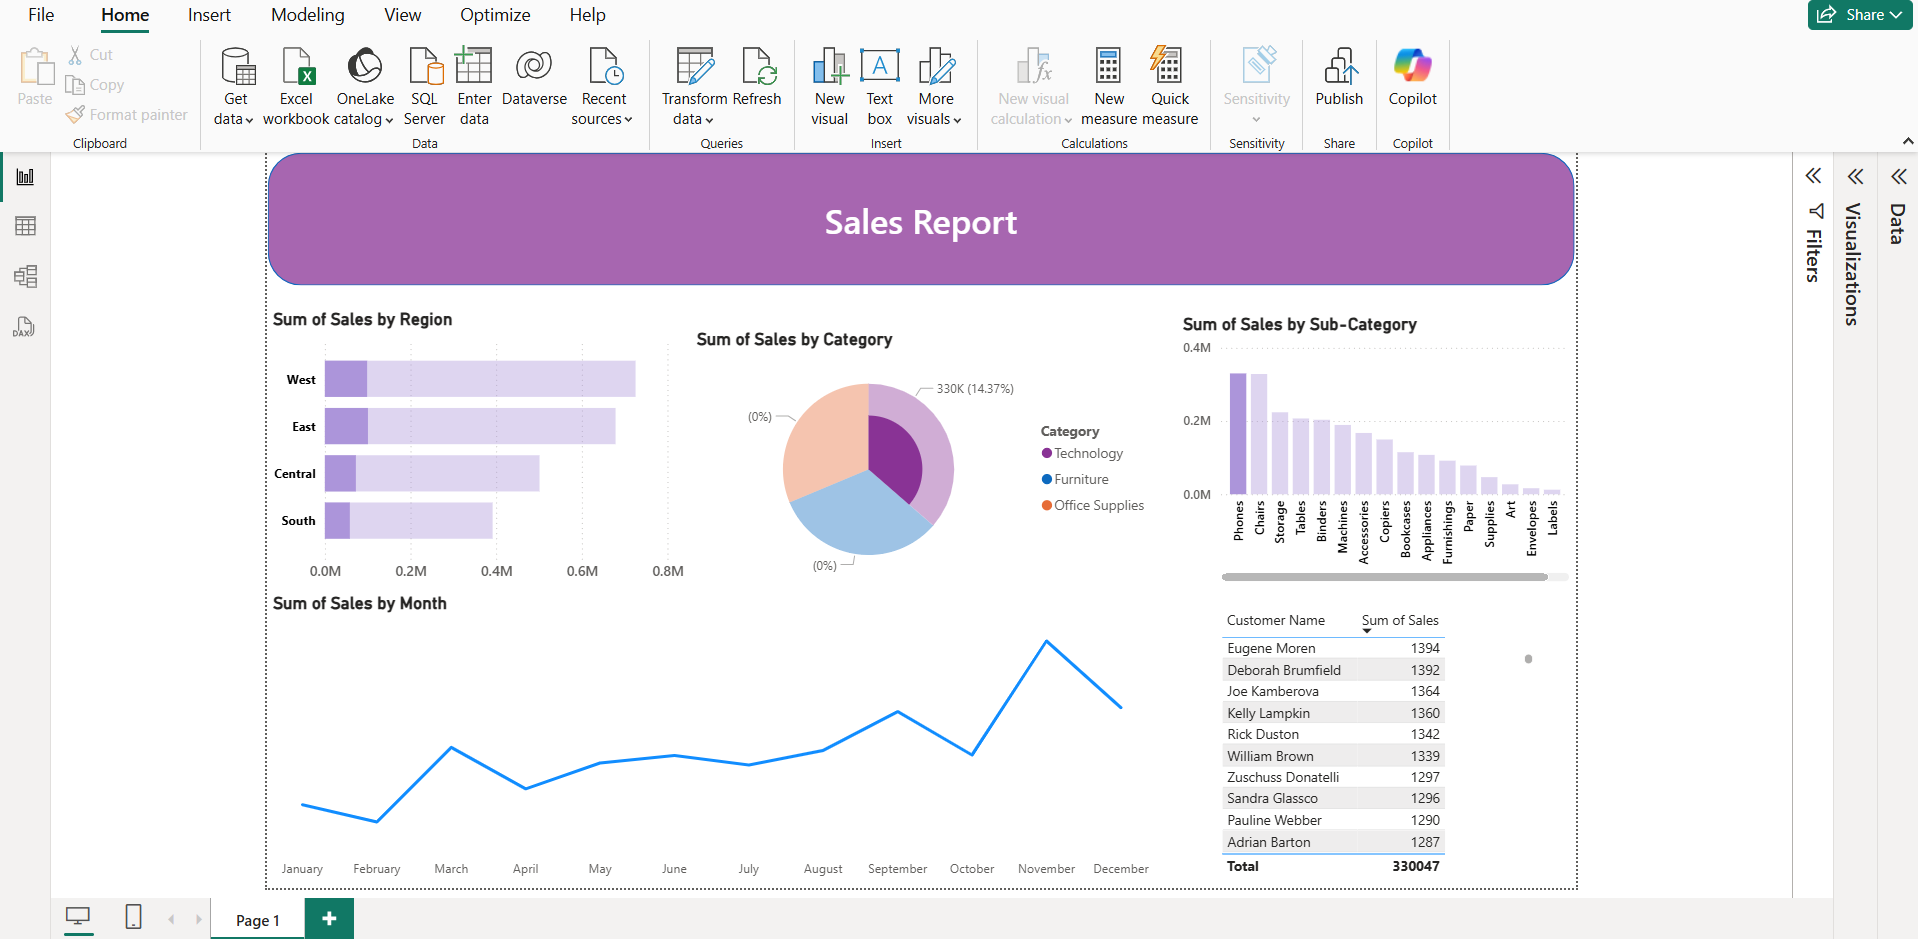 File Home Insert Modeling View Optimize Help
Share
Paste
Cut
Copy
Format painter
Clipboard
Get data
Excel workbook
OneLake catalog
SQL Server
Enter data
Dataverse
Recent sources
Data
Transform data
Refresh
Queries
New visual
Text box
More visuals
Insert
New visual calculation
New measure
Quick measure
Calculations
Sensitivity
Sensitivity
Publish
Share
Copilot
Copilot
DAX
Filters
Visualizations
Data
Sales Report
Sum of Sales by Region
West
East
Central
South
0.0M 0.2M 0.4M 0.6M 0.8M
Sum of Sales by Category
330K (14.37%)
(0%)
(0%)
Category
Technology
Furniture
Office Supplies
Sum of Sales by Sub-Category
0.4M
0.2M
0.0M
Phones
Chairs
Storage
Tables
Binders
Machines
Accessories
Copiers
Bookcases
Appliances
Furnishings
Paper
Supplies
Art
Envelopes
Labels
Sum of Sales by Month
January February March April May June July August September October November December
Customer Name Sum of Sales
Eugene Moren 1394
Deborah Brumfield 1392
Joe Kamberova 1364
Kelly Lampkin 1360
Rick Duston 1342
William Brown 1339
Zuschuss Donatelli 1297
Sandra Glassco 1296
Pauline Webber 1290
Adrian Barton 1287
Total 330047
Page 1